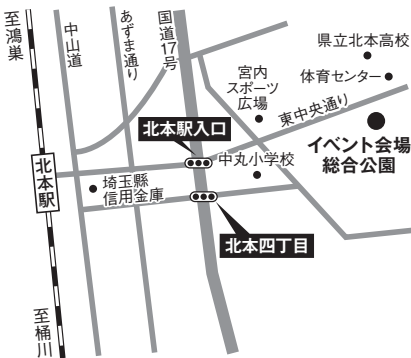 至鴻巣
中山道
あずま通り
国道17号
県立北本高校
宮内
スポーツ
広場
体育センター
東中央通り
イベント会場
総合公園
北本駅入口
中丸小学校
北本駅
埼玉縣
信用金庫
北本四丁目
至桶川